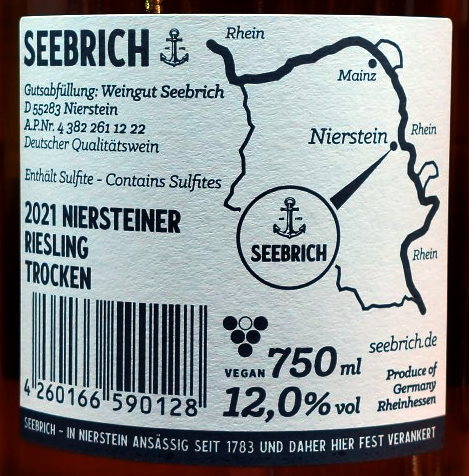 SEEBRICH
Gutsabfüllung: Weingut Seebrich
D 55283 Nierstein
A.P.Nr. 4 382 261 12 22
Deutscher Qualitätswein
Enthält Sulfite - Contains Sulfites
2021 NIERSTEINER
RIESLING
TROCKEN
4 260166 590128
Rhein
Mainz
Nierstein
Rhein
SEEBRICH
Rhein
seebrich.de
VEGAN 750 ml
12,0% vol
Produce of
Germany
Rheinhessen
SEEBRICH - IN NIERSTEIN ANSÄSSIG SEIT 1783 UND DAHER HIER FEST VERANKERT